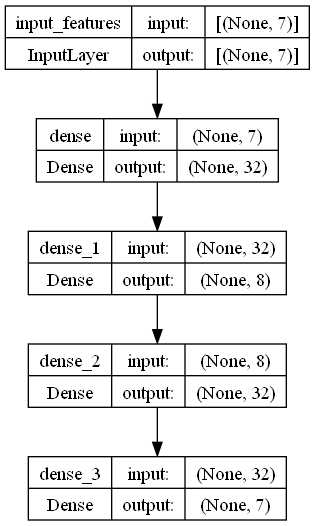 input_features input: [(None, 7)]
InputLayer output: [(None, 7)]
dense input: (None, 7)
Dense output: (None, 32)
dense_1 input: (None, 32)
Dense output: (None, 8)
dense_2 input: (None, 8)
Dense output: (None, 32)
dense_3 input: (None, 32)
Dense output: (None, 7)